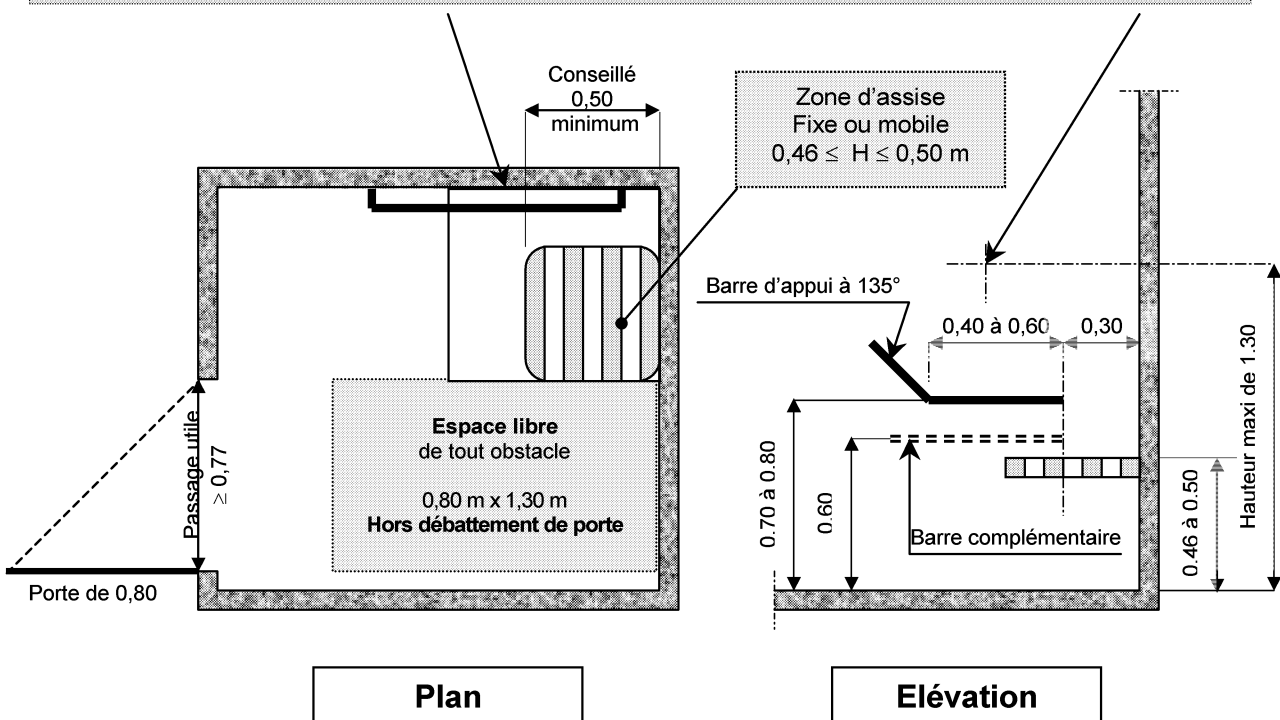 Conseillé
0,50
minimum
Zone d'assise
Fixe ou mobile
0,46 ≤ H ≤ 0,50 m
Espace libre
de tout obstacle
0,80 m x 1,30 m
Hors débattement de porte
Passage utile
≥ 0,77
Porte de 0,80
Plan
Barre d'appui à 135°
0,40 à 0,60
0,30
0.70 à 0.80
0.60
Barre complémentaire
0.46 à 0.50
Hauteur maxi de 1.30
Elévation